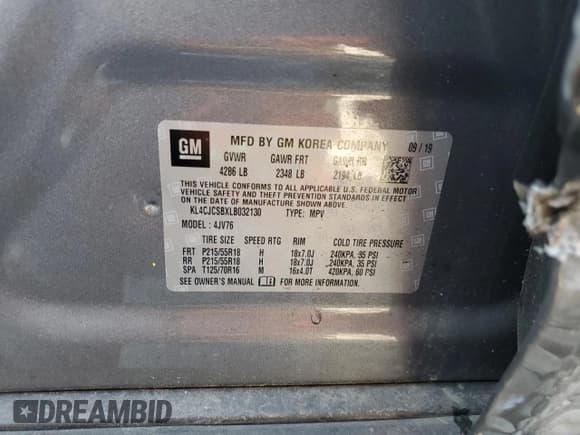 GM
MFD BY GM KOREA COMPANY
09 / 19
GVWR GAWR FRT GAWR RR
4286 LB 2348 LB 2194 LB
THIS VEHICLE CONFORMS TO ALL APPLICABLE U.S. FEDERAL MOTOR
VEHICLE SAFETY AND THEFT PREVENTION STANDARDS IN EFFECT
ON THE DATE OF MANUFACTURE SHOWN ABOVE.
KL4CJCSBXLB032130 TYPE: MPV
MODEL : 4JV76
TIRE SIZE SPEED RTG RIM COLD TIRE PRESSURE
FRT P215/55R18 H 18x7.0J 240KPA, 35 PSI
RR P215/55R18 H 18x7.0J 240KPA, 35 PSI
SPA T125/70R16 M 16x4.0T 420KPA, 60 PSI
SEE OWNER'S MANUAL FOR MORE INFORMATION.
DREAMBID